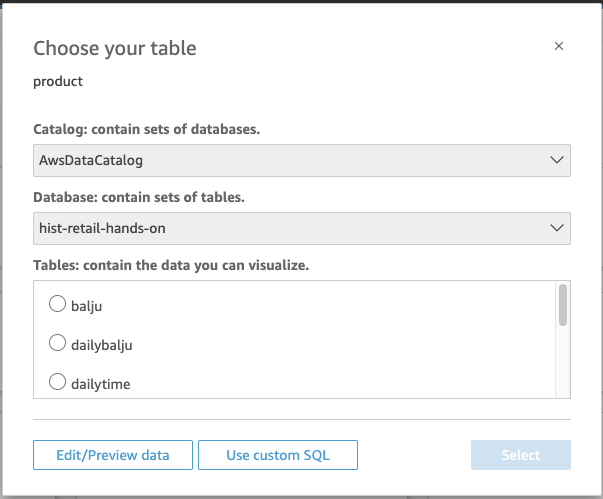 Choose your table
product
Catalog: contain sets of databases.
AwsDataCatalog
Database: contain sets of tables.
hist-retail-hands-on
Tables: contain the data you can visualize.
balju
dailybalju
dailytime
Edit/Preview data
Use custom SQL
Select